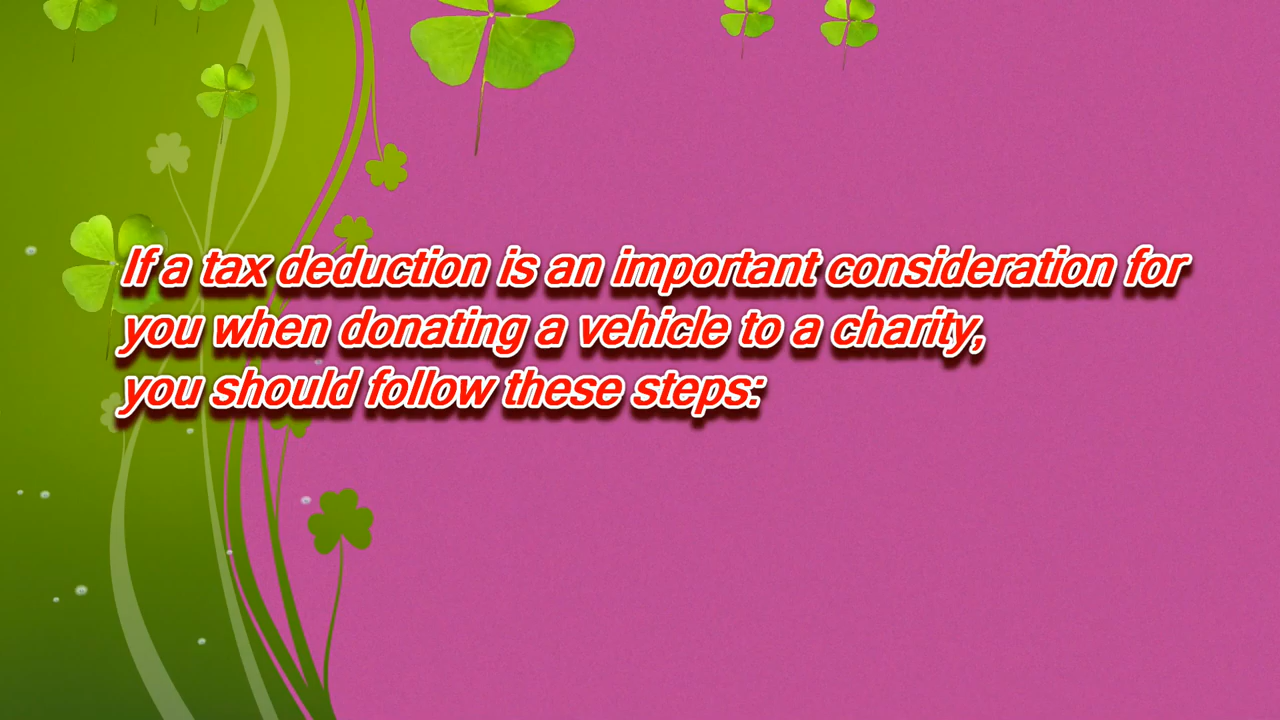 If a tax deduction is an important consideration for
you when donating a vehicle to a charity,
you should follow these steps: